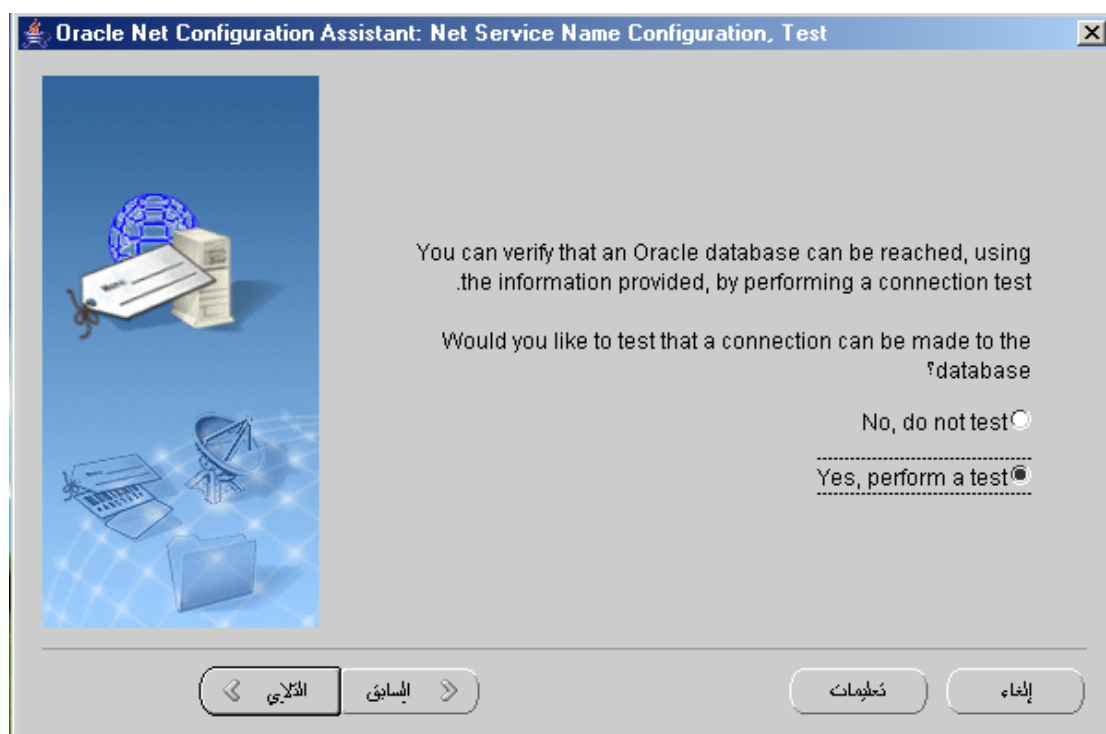 Oracle Net Configuration Assistant: Net Service Name Configuration, Test
You can verify that an Oracle database can be reached, using
.the information provided, by performing a connection test
Would you like to test that a connection can be made to the
؟database
No, do not test
Yes, perform a test
إلغاء
تعليمات
السابق
التالي